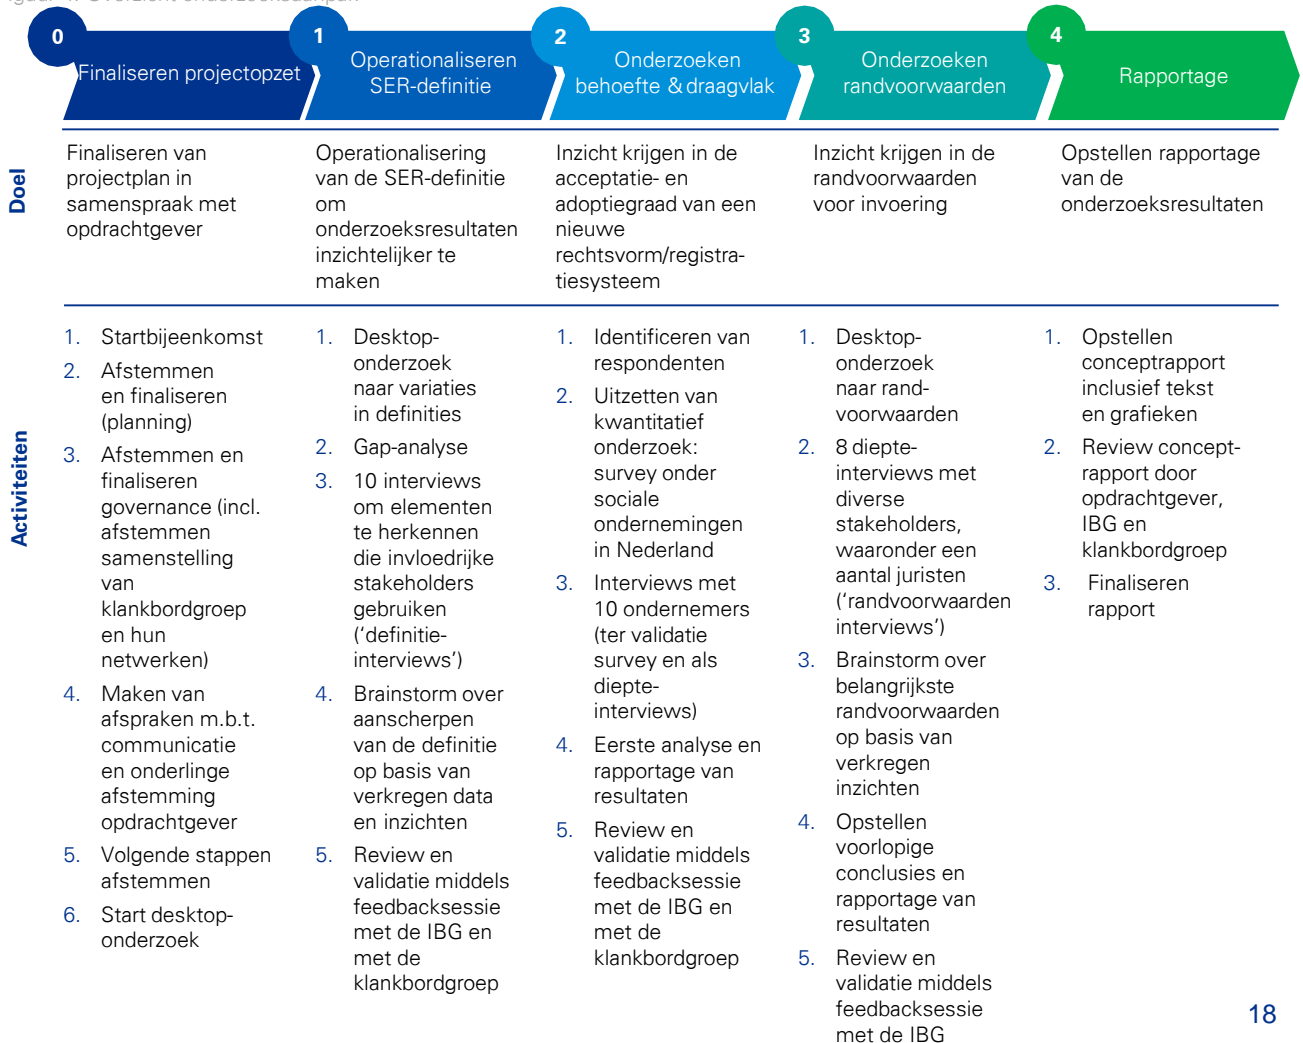 0
Finaliseren projectopzet
1
Operationaliseren
SER-definitie
2
Onderzoeken
behoefte & draagvlak
3
Onderzoeken
randvoorwaarden
4
Rapportage
Doel
Finaliseren van
projectplan in
samenspraak met
opdrachtgever
Operationalisering
van de SER-definitie
om
onderzoeksresultaten
inzichtelijker te
maken
Inzicht krijgen in de
acceptatie- en
adoptiegraad van een
nieuwe
rechtsvorm/registra-
tiesysteem
Inzicht krijgen in de
randvoorwaarden
voor invoering
Opstellen rapportage
van de
onderzoeksresultaten
Activiteiten
1. Startbijeenkomst
2. Afstemmen
en finaliseren
(planning)
3. Afstemmen en
finaliseren
governance (incl.
afstemmen
samenstelling
van
klankbordgroep
en hun
netwerken)
4. Maken van
afspraken m.b.t.
communicatie
en onderlinge
afstemming
opdrachtgever
5. Volgende stappen
afstemmen
6. Start desktop-
onderzoek
1. Desktop-
onderzoek
naar variaties
in definities
2. Gap-analyse
3. 10 interviews
om elementen
te herkennen
die invloedrijke
stakeholders
gebruiken
(‘definitie-
interviews’)
4. Brainstorm over
aanscherpen
van de definitie
op basis van
verkregen data
en inzichten
5. Review en
validatie middels
feedbacksessie
met de IBG en
met de
klankbordgroep
1. Identificeren van
respondenten
2. Uitzetten van
kwantitatief
onderzoek:
survey onder
sociale
ondernemingen
in Nederland
3. Interviews met
10 ondernemers
(ter validatie
survey en als
diepte-
interviews)
4. Eerste analyse en
rapportage van
resultaten
5. Review en
validatie middels
feedbacksessie
met de IBG en
met de
klankbordgroep
1. Desktop-
onderzoek
naar rand-
voorwaarden
2. 8 diepte-
interviews met
diverse
stakeholders,
waaronder een
aantal juristen
(‘randvoorwaarden
interviews’)
3. Brainstorm over
belangrijkste
randvoorwaarden
op basis van
verkregen
inzichten
4. Opstellen
voorlopige
conclusies en
rapportage van
resultaten
5. Review en
validatie middels
feedbacksessie
met de IBG
1. Opstellen
conceptrapport
inclusief tekst
en grafieken
2. Review concept-
rapport door
opdrachtgever,
IBG en
klankbordgroep
3. Finaliseren
rapport
18